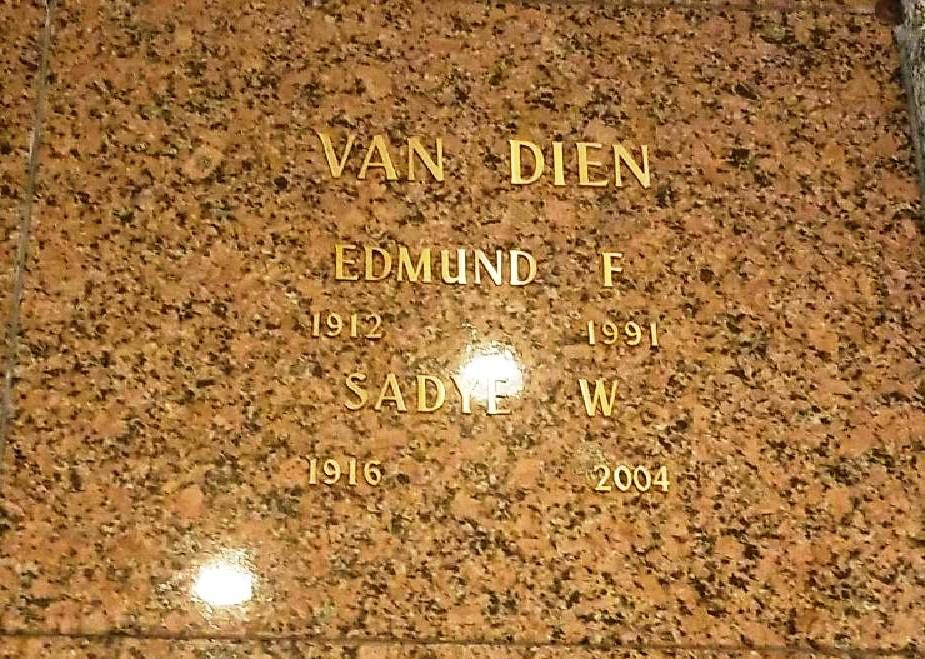 VAN DIEN
EDMUND F
1912 1991
SADYE W
1916 2004